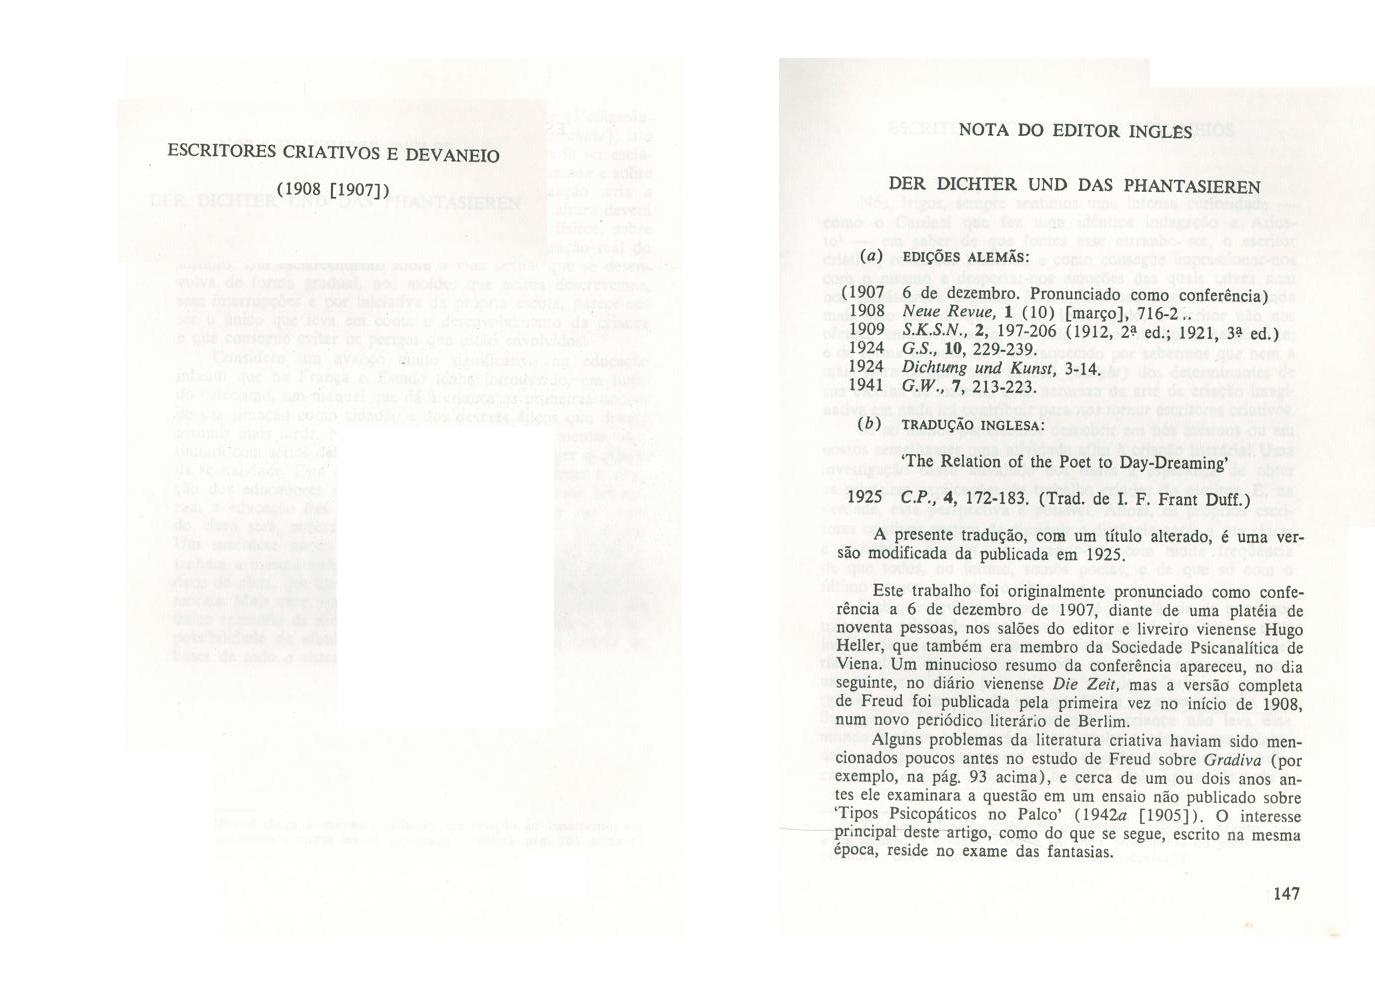 ESCRITORES CRIATIVOS E DEVANEIO
(1908 [1907])
NOTA DO EDITOR INGLÊS
DER DICHTER UND DAS PHANTASIEREN
(a) EDIÇÕES ALEMÃS:
(1907 6 de dezembro. Pronunciado como conferência)
1908 Neue Revue, 1 (10) [março], 716-2..
1909 S.K.S.N., 2, 197-206 (1912, 2ª ed.; 1921, 3ª ed.)
1924 G.S., 10, 229-239.
1924 Dichtung und Kunst, 3-14.
1941 G.W., 7, 213-223.
(b) TRADUÇÃO INGLESA:
‘The Relation of the Poet to Day-Dreaming’
1925 C.P., 4, 172-183. (Trad. de I. F. Frant Duff.)
A presente tradução, com um título alterado, é uma ver-
são modificada da publicada em 1925.
Este trabalho foi originalmente pronunciado como confe-
rência a 6 de dezembro de 1907, diante de uma platéia de
noventa pessoas, nos salões do editor e livreiro vienense Hugo
Heller, que também era membro da Sociedade Psicanalítica de
Viena. Um minucioso resumo da conferência apareceu, no dia
seguinte, no diário vienense Die Zeit, mas a versão completa
de Freud foi publicada pela primeira vez no início de 1908,
num novo periódico literário de Berlim.
Alguns problemas da literatura criativa haviam sido men-
cionados poucos antes no estudo de Freud sobre Gradiva (por
exemplo, na pág. 93 acima), e cerca de um ou dois anos an-
tes ele examinara a questão em um ensaio não publicado sobre
‘Tipos Psicopáticos no Palco’ (1942a [1905]). O interesse
principal deste artigo, como do que se segue, escrito na mesma
época, reside no exame das fantasias.
147